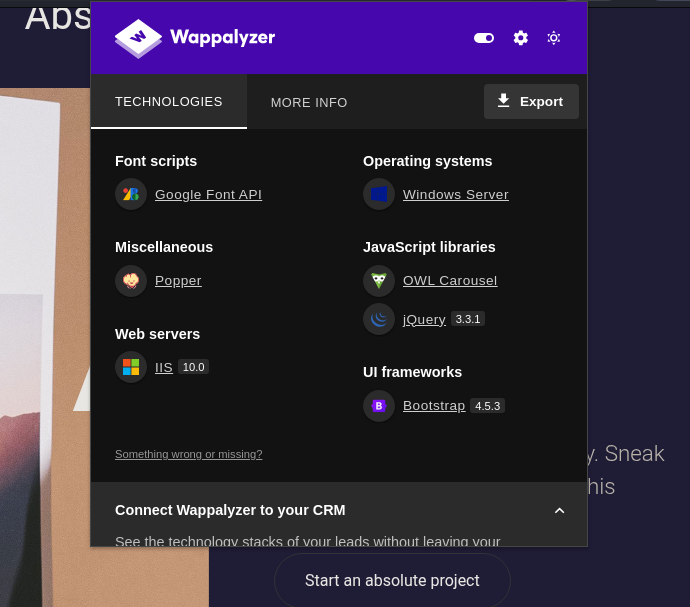 Abs
Wappalyzer
TECHNOLOGIES
MORE INFO
Export
Font scripts
Google Font API
Miscellaneous
Popper
Web servers
IIS 10.0
Operating systems
Windows Server
JavaScript libraries
OWL Carousel
jQuery 3.3.1
UI frameworks
Bootstrap 4.5.3
Something wrong or missing?
Connect Wappalyzer to your CRM
See the technology stacks of your leads without leaving your
y. Sneak
his
Start an absolute project